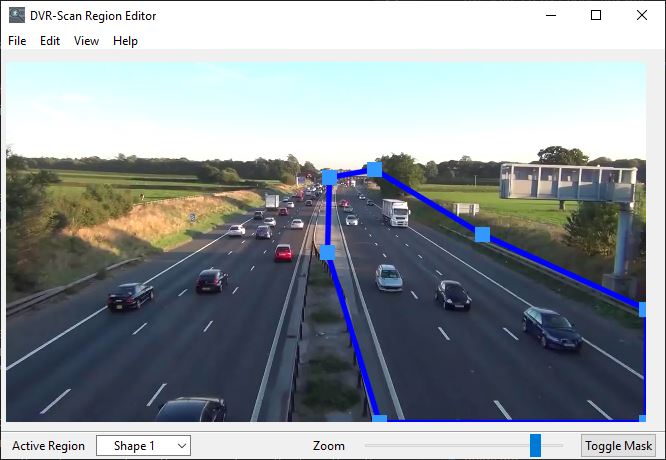 DVR-Scan Region Editor
File Edit View Help
Active Region Shape 1 Zoom Toggle Mask